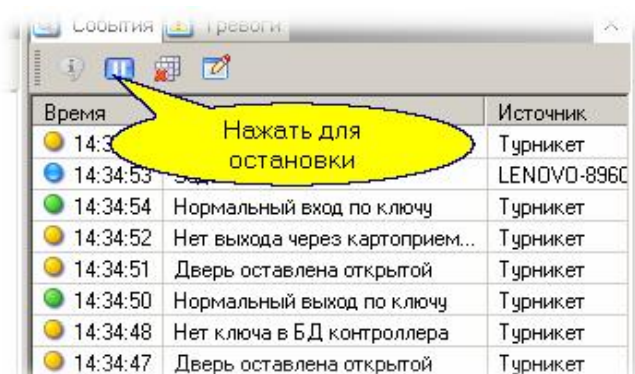 События Тревоги
Время Источник
Нажать для
остановки
14:3 Турникет
14:34:53 LENOVO-8960
14:34:54 Нормальный вход по ключу Турникет
14:34:52 Нет выхода через картоприем... Турникет
14:34:51 Дверь оставлена открытой Турникет
14:34:50 Нормальный выход по ключу Турникет
14:34:48 Нет ключа в БД контроллера Турникет
14:34:47 Дверь оставлена открытой Турникет